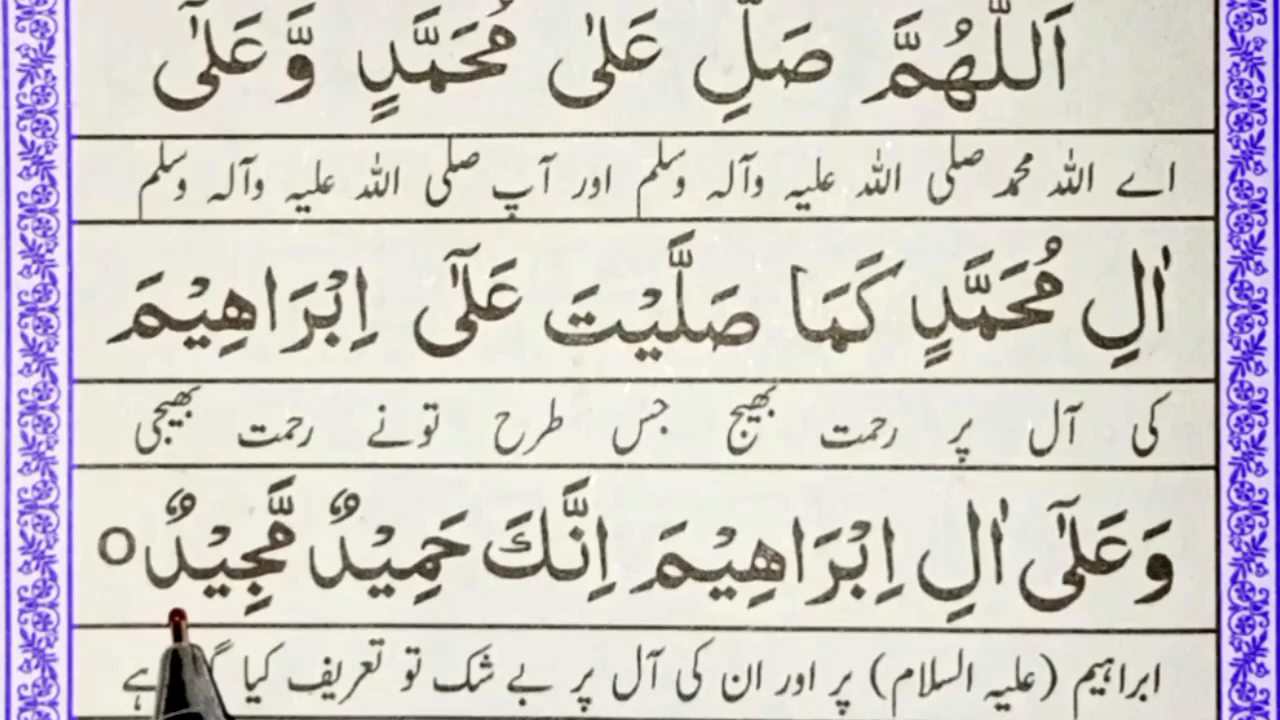 اَللّٰهُمَّ صَلِّ عَلٰی مُحَمَّدٍ وَّعَلٰٓی
اے اللہ محمد صلی اللہ علیہ وآلہ وسلم اور آپ صلی اللہ علیہ وآلہ وسلم
اٰلِ مُحَمَّدٍ كَمَا صَلَّيْتَ عَلٰٓی اِبْرَاهِيْمَ
کی آل پر رحمت بھیج جس طرح تونے رحمت بھیجی
وَعَلٰٓی اٰلِ اِبْرَاهِيْمَ اِنَّكَ حَمِيْدٌ مَّجِيْدٌ ○
ابراہیم (علیہ السلام) پر اور ان کی آل پر بے شک تو تعریف کیا ہے